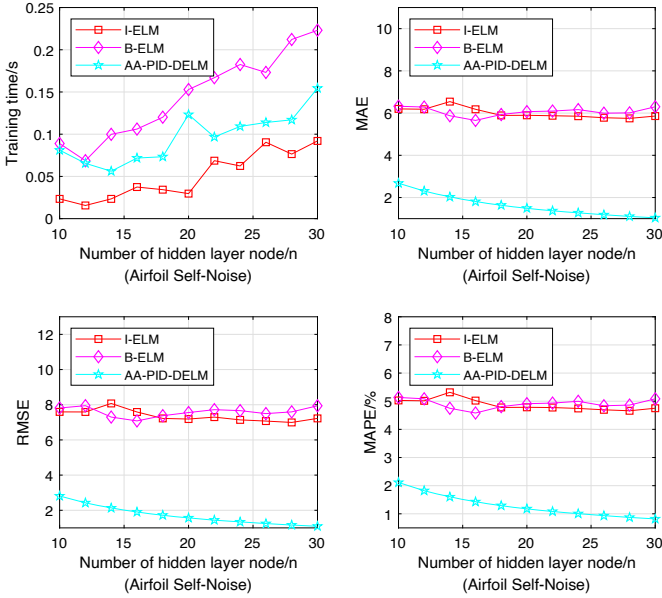 0.25
0.2
0.15
0.1
0.05
0
Training time/s
I-ELM
B-ELM
AA-PID-DELM
10 15 20 25 30
Number of hidden layer node/n
(Airfoil Self-Noise)
10
8
6
4
2
MAE
I-ELM
B-ELM
AA-PID-DELM
10 15 20 25 30
Number of hidden layer node/n
(Airfoil Self-Noise)
12
10
8
6
4
2
RMSE
I-ELM
B-ELM
AA-PID-DELM
10 15 20 25 30
Number of hidden layer node/n
(Airfoil Self-Noise)
8
7
6
5
4
3
2
1
MAPE/%
I-ELM
B-ELM
AA-PID-DELM
10 15 20 25 30
Number of hidden layer node/n
(Airfoil Self-Noise)